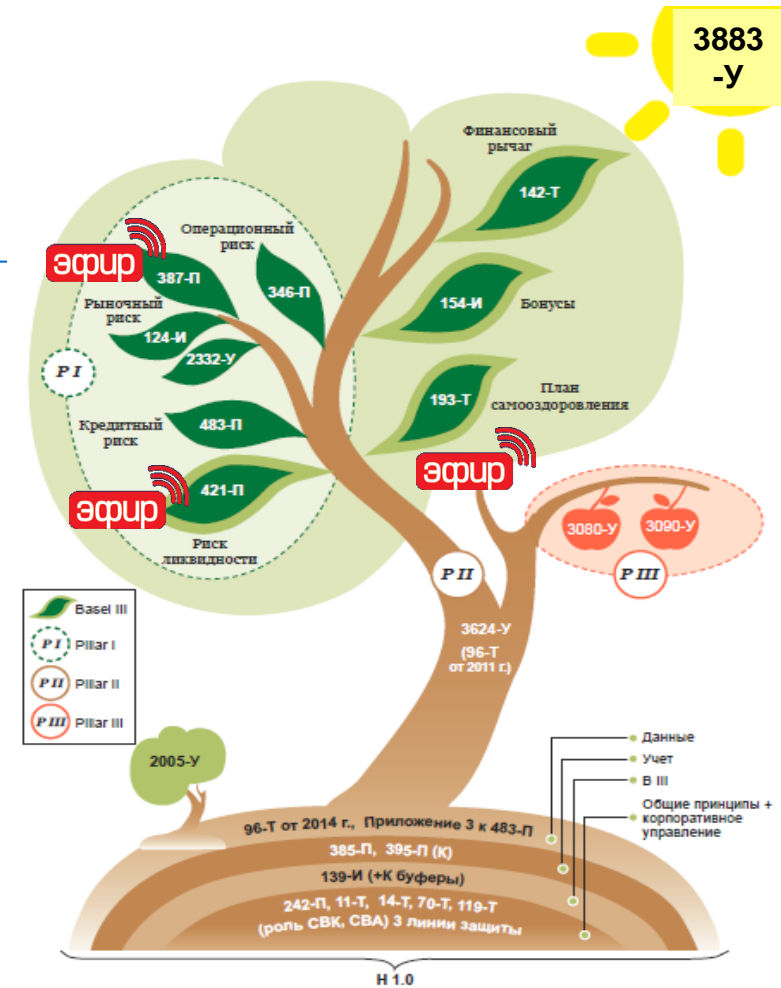 3883
-У
Финансовый
рычаг
142-Т
Операционный
риск
эфир
387-П
346-П
154-И
Бонусы
Рыночный
риск
124-И
2332-У
P I
193-Т
План
самооздоровления
Кредитный
риск
483-П
эфир
421-П
эфир
Риск
ликвидности
3080-У
3090-У
P II
P III
Basel III
P I Pillar I
P II Pillar II
P III Pillar III
3624-У
(96-Т
от 2011 г.)
2005-У
Данные
Учет
В III
Общие принципы +
корпоративное
управление
96-Т от 2014 г., Приложение 3 к 483-П
385-П, 395-П (К)
139-И (+К буферы)
242-П, 11-Т, 14-Т, 70-Т, 119-Т
(роль СВК, СВА) 3 линии защиты
Н 1.0